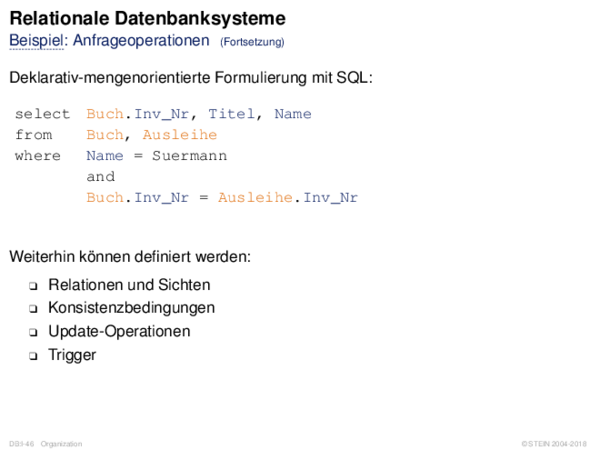 Relationale Datenbanksysteme
Beispiel: Anfrageoperationen (Fortsetzung)
Deklarativ-mengenorientierte Formulierung mit SQL:
select Buch.Inv_Nr, Titel, Name
from Buch, Ausleihe
where Name = Suermann
and
Buch.Inv_Nr = Ausleihe.Inv_Nr
Weiterhin können definiert werden:
❑ Relationen und Sichten
❑ Konsistenzbedingungen
❑ Update-Operationen
❑ Trigger
DB:I-46 Organization © STEIN 2004-2018